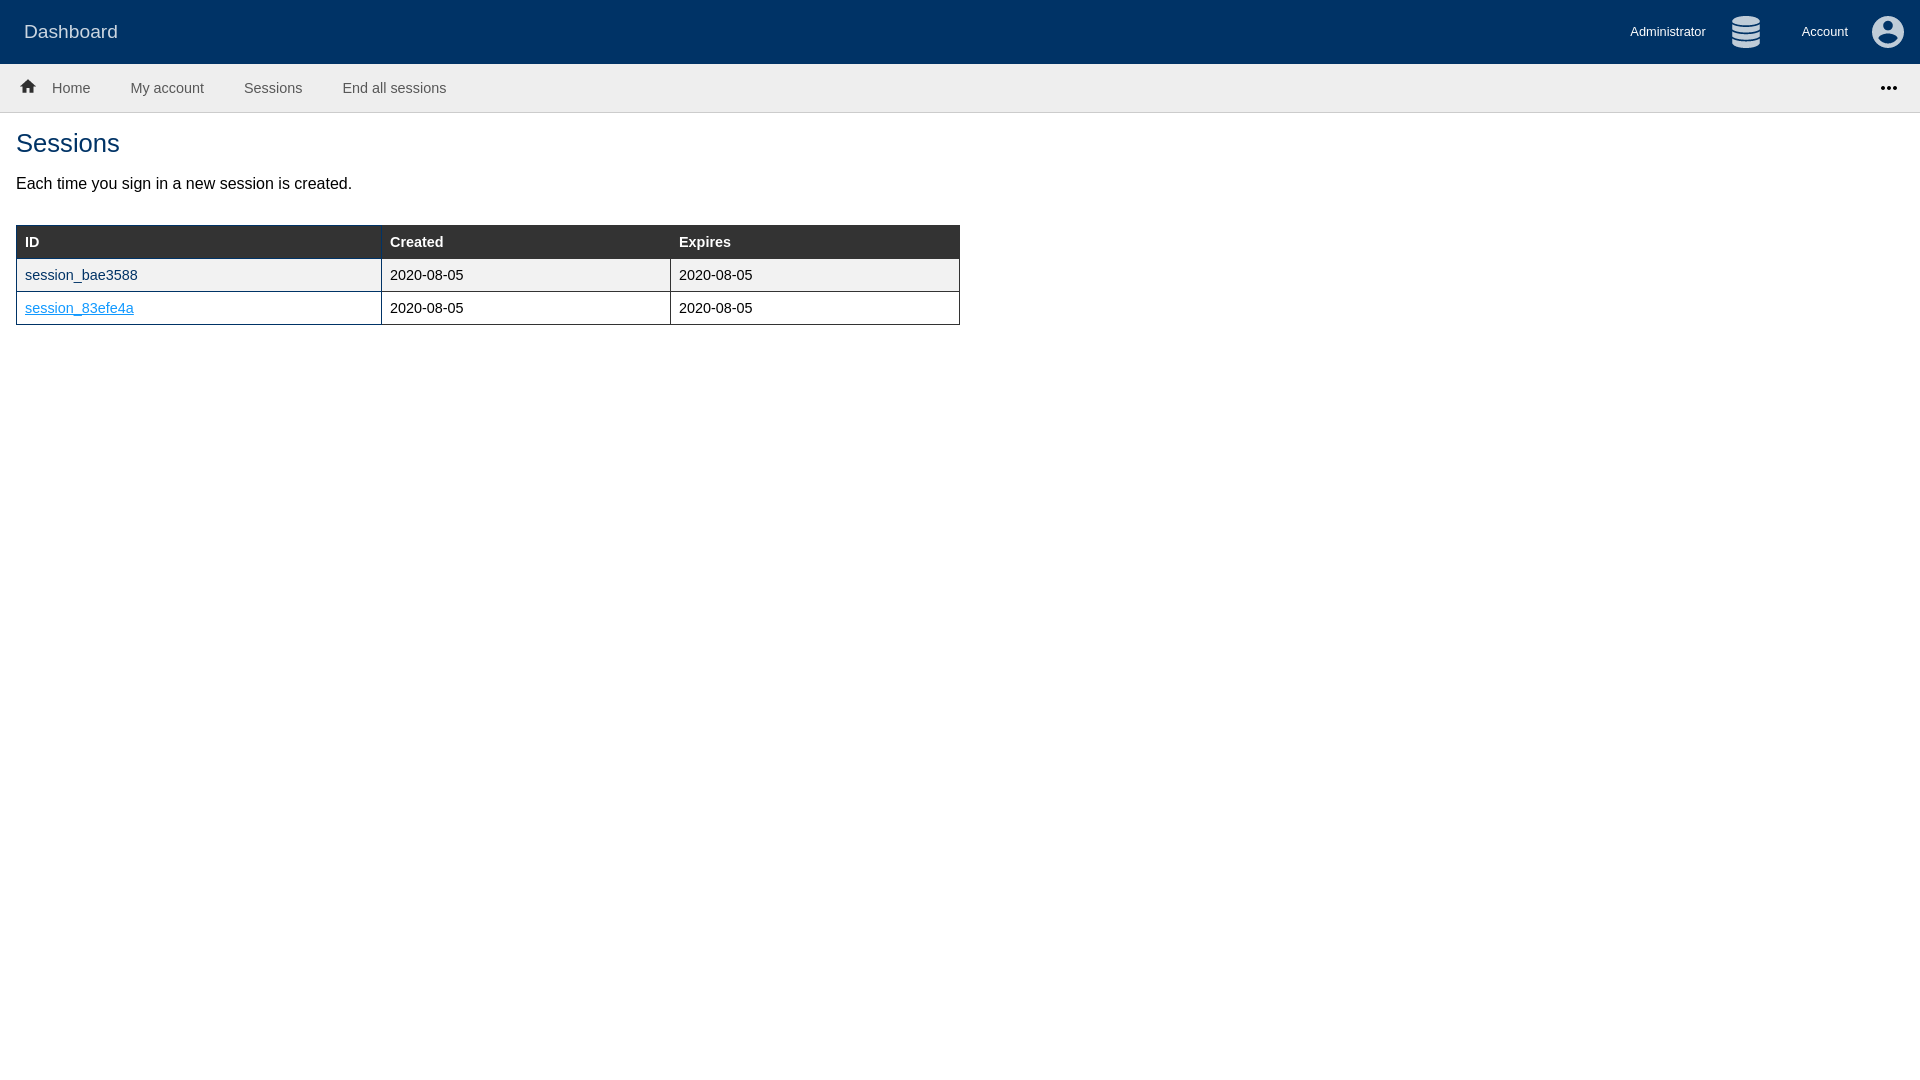 Dashboard
Administrator
Account
Home
My account
Sessions
End all sessions
Sessions
Each time you sign in a new session is created.
ID Created Expires
session_bae3588 2020-08-05 2020-08-05
session_83efe4a 2020-08-05 2020-08-05